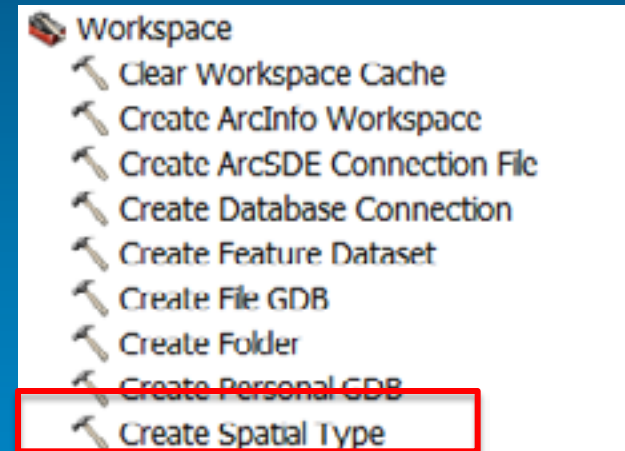 Workspace
Clear Workspace Cache
Create ArcInfo Workspace
Create ArcSDE Connection File
Create Database Connection
Create Feature Dataset
Create File GDB
Create Folder
Create Personal GDB
Create Spatial Type